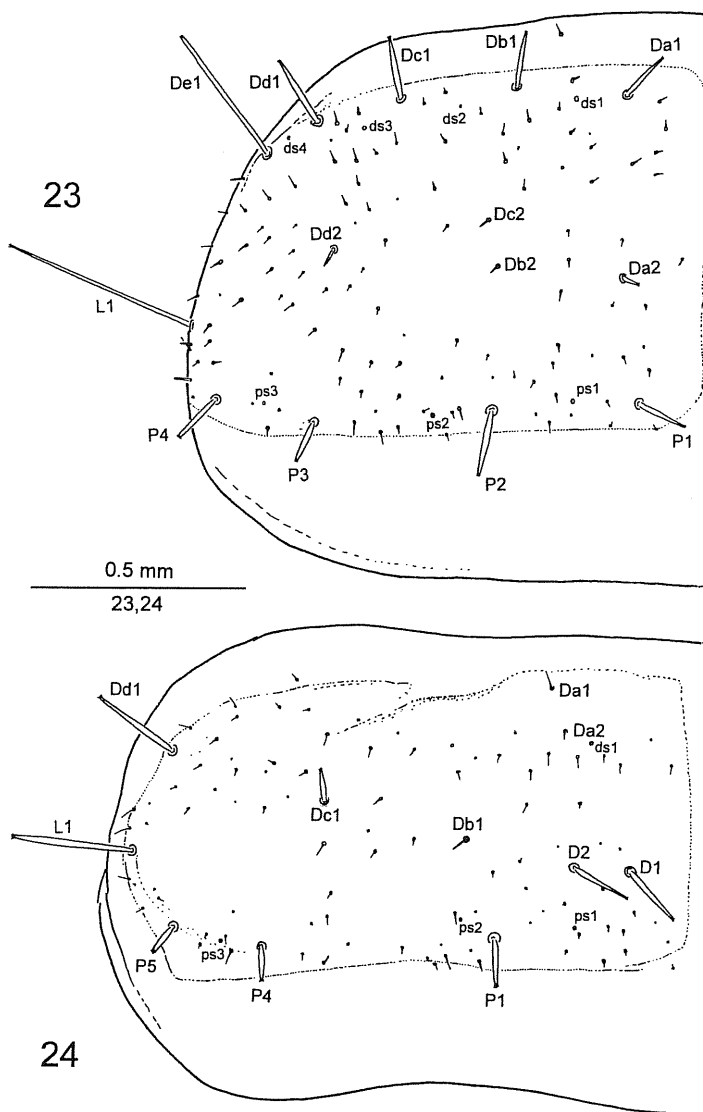 De1 Dd1 Dc1 Db1 Da1
ds4 ds3 ds2 ds1
23
Dd2 Dc2
Db2 Da2
L1
ps3 ps2 ps1
P4 P3 P2 P1
0.5 mm
23,24
Dd1 Da1
Da2
ds1
L1 Dc1 Db1
D2 D1
ps3 ps2 ps1
P5 P4 P1
24